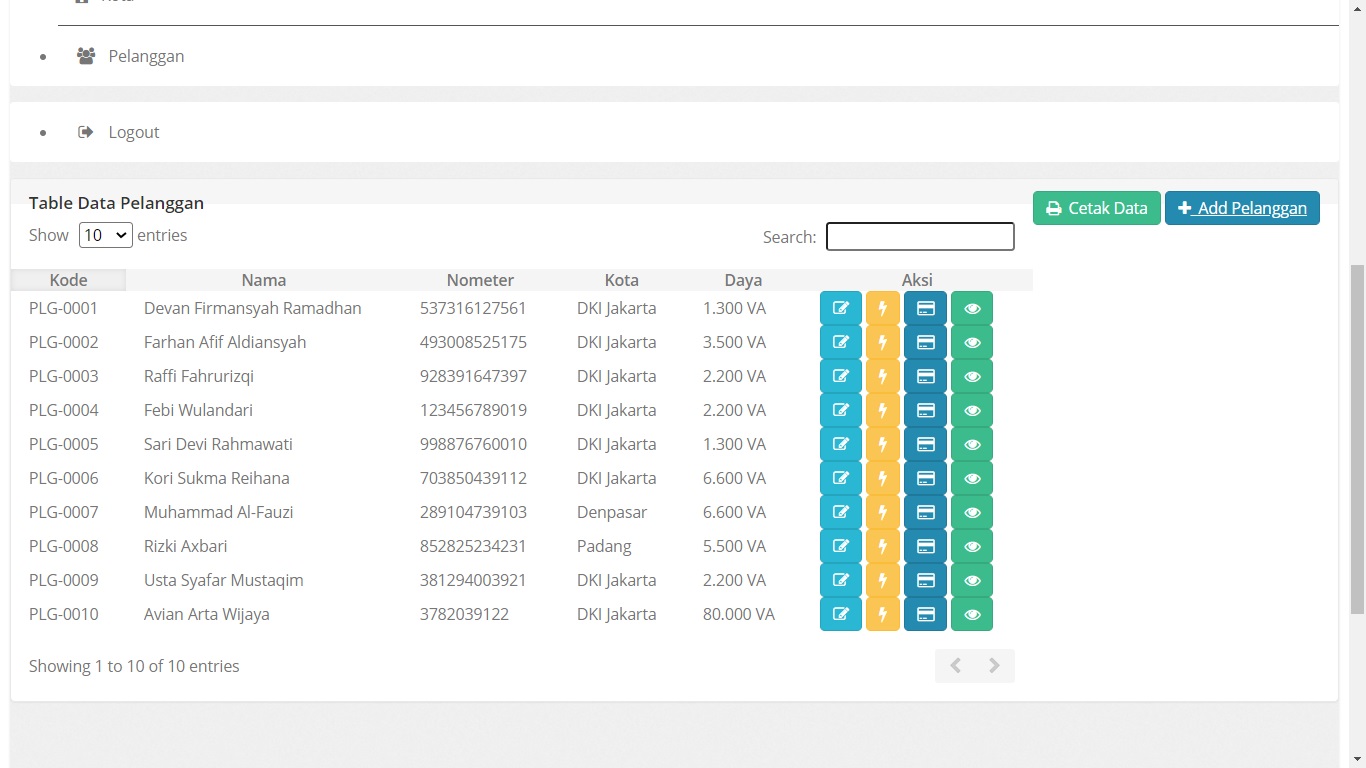 Pelanggan
Logout
Table Data Pelanggan
Cetak Data
Add Pelanggan
Show 10 entries
Search:
Kode Nama Nometer Kota Daya Aksi
PLG-0001 Devan Firmansyah Ramadhan 537316127561 DKI Jakarta 1.300 VA
PLG-0002 Farhan Afif Aldiansyah 493008525175 DKI Jakarta 3.500 VA
PLG-0003 Raffi Fahrurizqi 928391647397 DKI Jakarta 2.200 VA
PLG-0004 Febi Wulandari 123456789019 DKI Jakarta 2.200 VA
PLG-0005 Sari Devi Rahmawati 998876760010 DKI Jakarta 1.300 VA
PLG-0006 Kori Sukma Reihana 703850439112 DKI Jakarta 6.600 VA
PLG-0007 Muhammad Al-Fauzi 289104739103 Denpasar 6.600 VA
PLG-0008 Rizki Axbari 852825234231 Padang 5.500 VA
PLG-0009 Usta Syafar Mustaqim 381294003921 DKI Jakarta 2.200 VA
PLG-0010 Avian Arta Wijaya 3782039122 DKI Jakarta 80.000 VA
Showing 1 to 10 of 10 entries